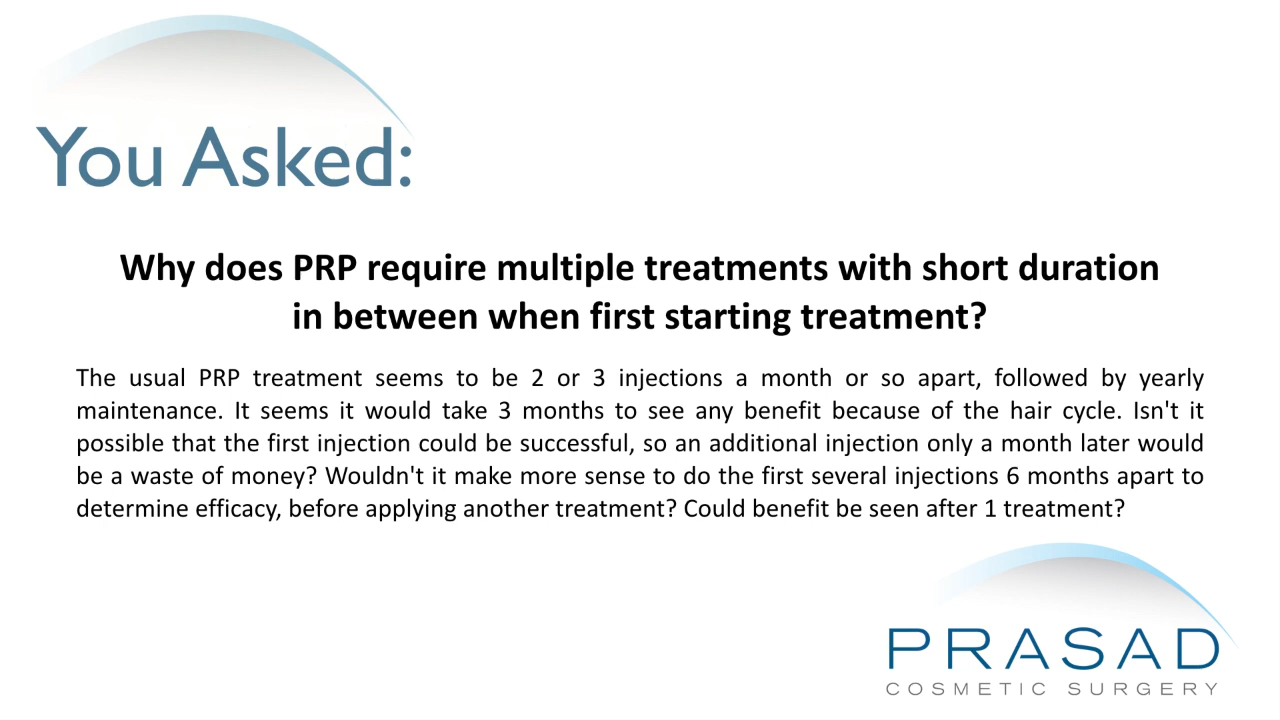 You Asked:
Why does PRP require multiple treatments with short duration
in between when first starting treatment?
The usual PRP treatment seems to be 2 or 3 injections a month or so apart, followed by yearly
maintenance. It seems it would take 3 months to see any benefit because of the hair cycle. Isn't it
possible that the first injection could be successful, so an additional injection only a month later would
be a waste of money? Wouldn't it make more sense to do the first several injections 6 months apart to
determine efficacy, before applying another treatment? Could benefit be seen after 1 treatment?
PRASAD
COSMETIC SURGERY